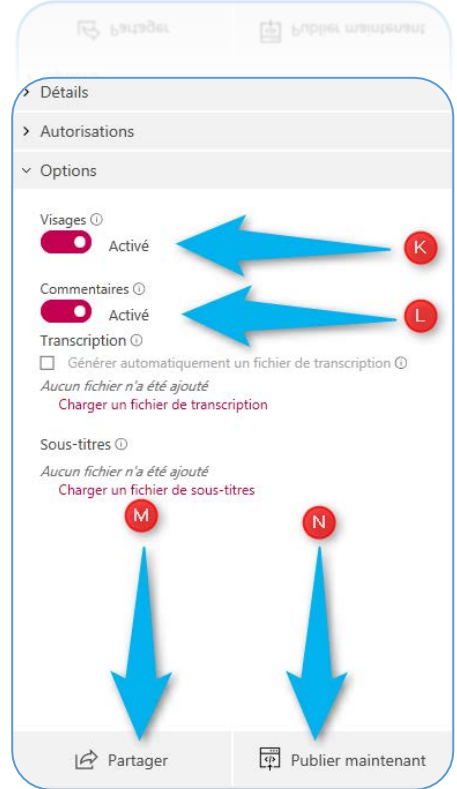 Partager Publier maintenant
Détails
Autorisations
Options
Visages
Activé
K
Commentaires
Activé
L
Transcription
Générer automatiquement un fichier de transcription
Aucun fichier n'a été ajouté
Charger un fichier de transcription
Sous-titres
Aucun fichier n'a été ajouté
Charger un fichier de sous-titres
M
N
Partager Publier maintenant